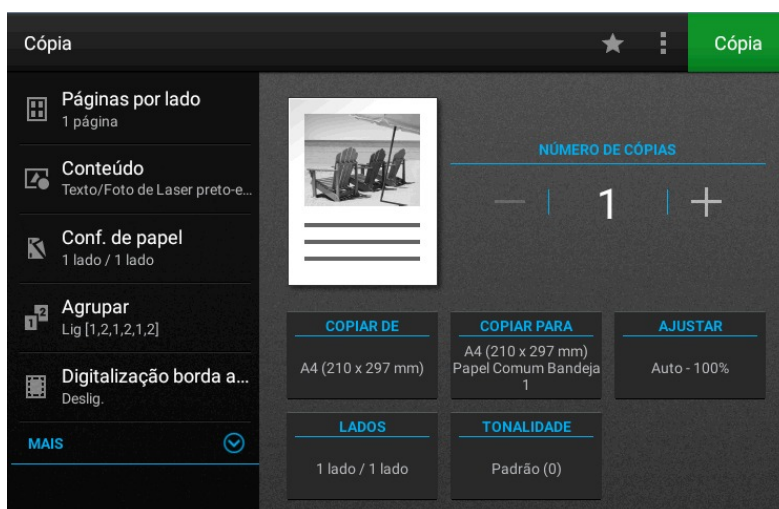 Cópia
Cópia
Páginas por lado
1 página
Conteúdo
Texto/Foto de Laser preto-e...
Conf. de papel
1 lado / 1 lado
Agrupar
Lig [1,2,1,2,1,2]
Digitalização borda a...
Deslig.
MAIS
NÚMERO DE CÓPIAS
1
COPIAR DE
A4 (210 x 297 mm)
COPIAR PARA
A4 (210 x 297 mm)
Papel Comum Bandeja
1
AJUSTAR
Auto - 100%
LADOS
1 lado / 1 lado
TONALIDADE
Padrão (0)